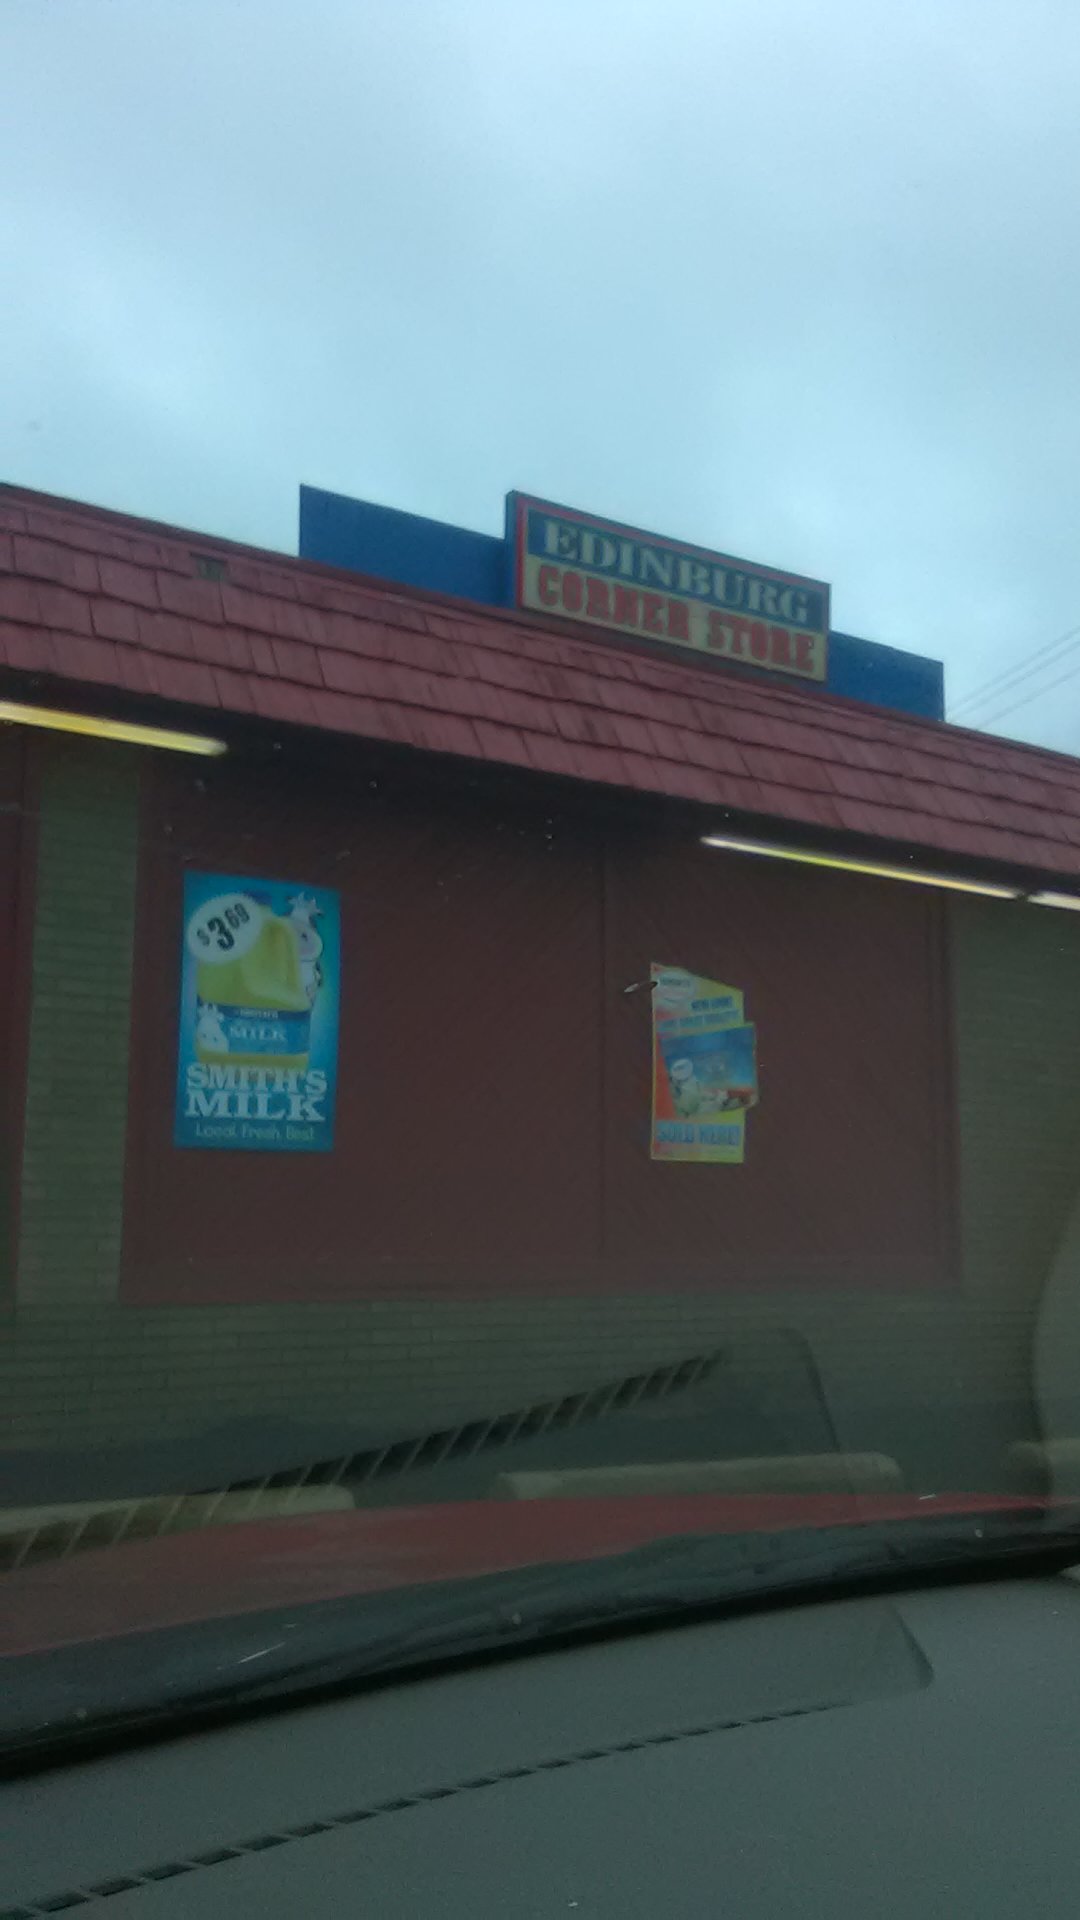 EDINBURG
CORNER STORE
$3.69
MILK
SMITH'S
MILK
Local. Fresh. Best.
SOLD HERE!